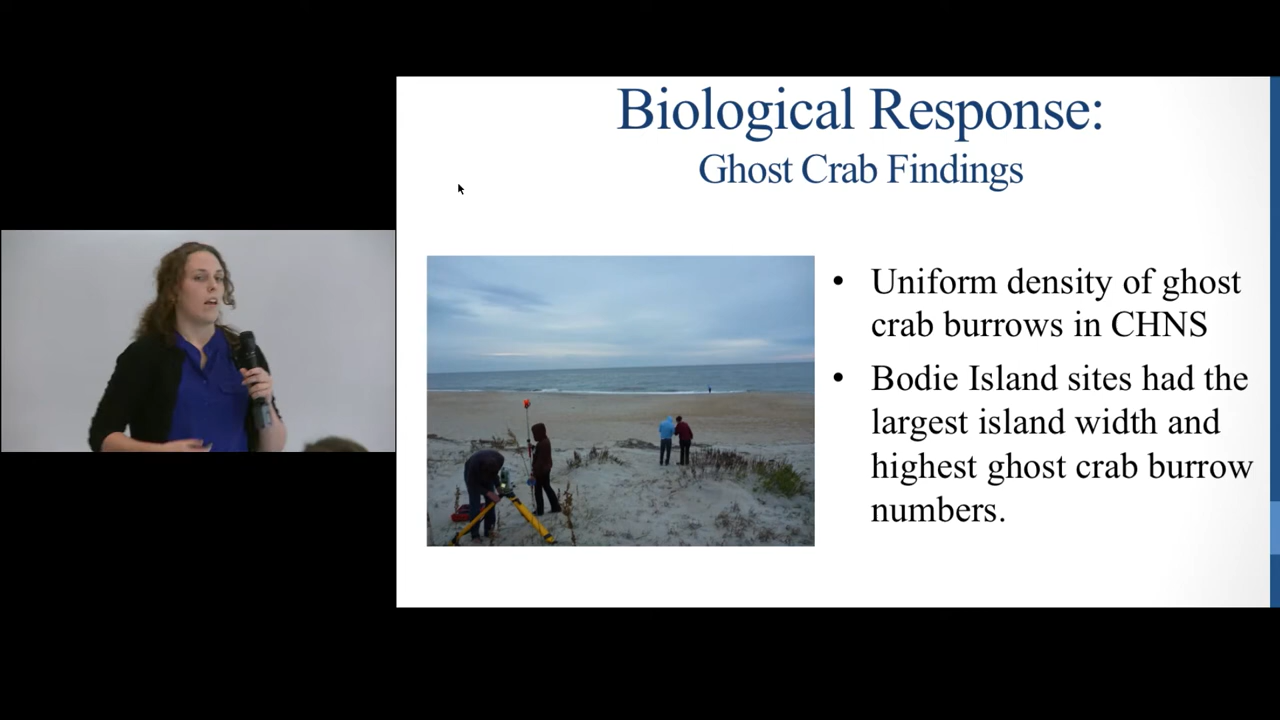 Biological Response:
Ghost Crab Findings
• Uniform density of ghost
crab burrows in CHNS
• Bodie Island sites had the
largest island width and
highest ghost crab burrow
numbers.